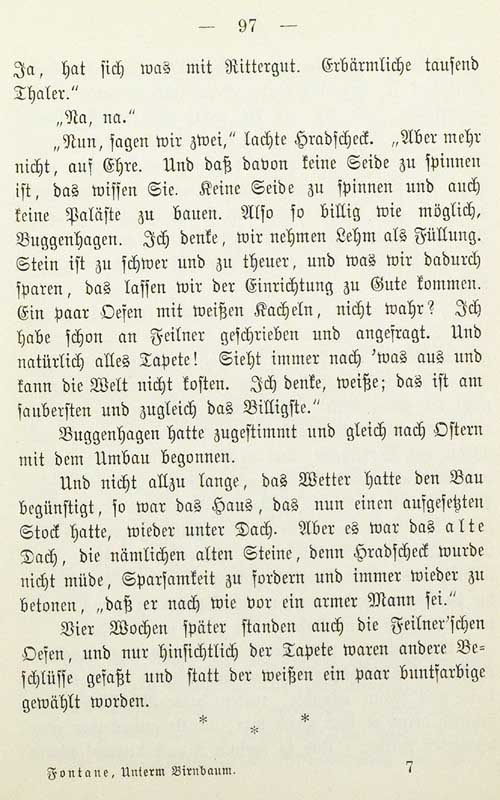 — 97 —
Ja, hat sich was mit Rittergut. Erbärmliche tausend
Thaler.“
„Na, na.“
„Nun, sagen wir zwei,“ lachte Hradscheck. „Aber mehr
nicht, auf Ehre. Und daß davon keine Seide zu spinnen
ist, das wissen Sie. Keine Seide zu spinnen und auch
keine Paläste zu bauen. Also so billig wie möglich,
Buggenhagen. Ich denke, wir nehmen Lehm als Füllung.
Stein ist zu schwer und zu theuer, und was wir dadurch
sparen, das lassen wir der Einrichtung zu Gute kommen.
Ein paar Oefen mit weißen Kacheln, nicht wahr? Ich
habe schon an Feilner geschrieben und angefragt. Und
natürlich alles Tapete! Sieht immer nach ’was aus und
kann die Welt nicht kosten. Ich denke, weiße; das ist am
saubersten und zugleich das Billigste.“
Buggenhagen hatte zugestimmt und gleich nach Ostern
mit dem Umbau begonnen.
Und nicht allzu lange, das Wetter hatte den Bau
begünstigt, so war das Haus, das nun einen aufgesetzten
Stock hatte, wieder unter Dach. Aber es war das alte
Dach, die nämlichen alten Steine, denn Hradscheck wurde
nicht müde, Sparsamkeit zu fordern und immer wieder zu
betonen, „daß er nach wie vor ein armer Mann sei.“
Vier Wochen später standen auch die Feilner’schen
Oefen, und nur hinsichtlich der Tapete waren andere Be-
schlüsse gefaßt und statt der weißen ein paar buntfarbige
gewählt worden.
* * *
Fontane, Unterm Birnbaum. 7